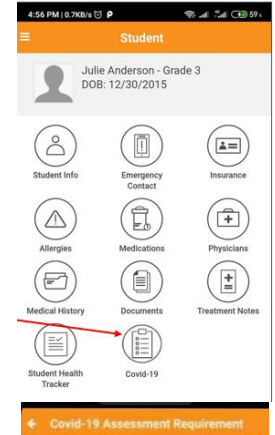 4:56 PM | 0.7KB/s
59%
Student
Julie Anderson - Grade 3
DOB: 12/30/2015
Student Info
Emergency
Contact
Insurance
Allergies
Medications
Physicians
Medical History
Documents
Treatment Notes
Student Health
Tracker
Covid-19
Covid-19 Assessment Requirement